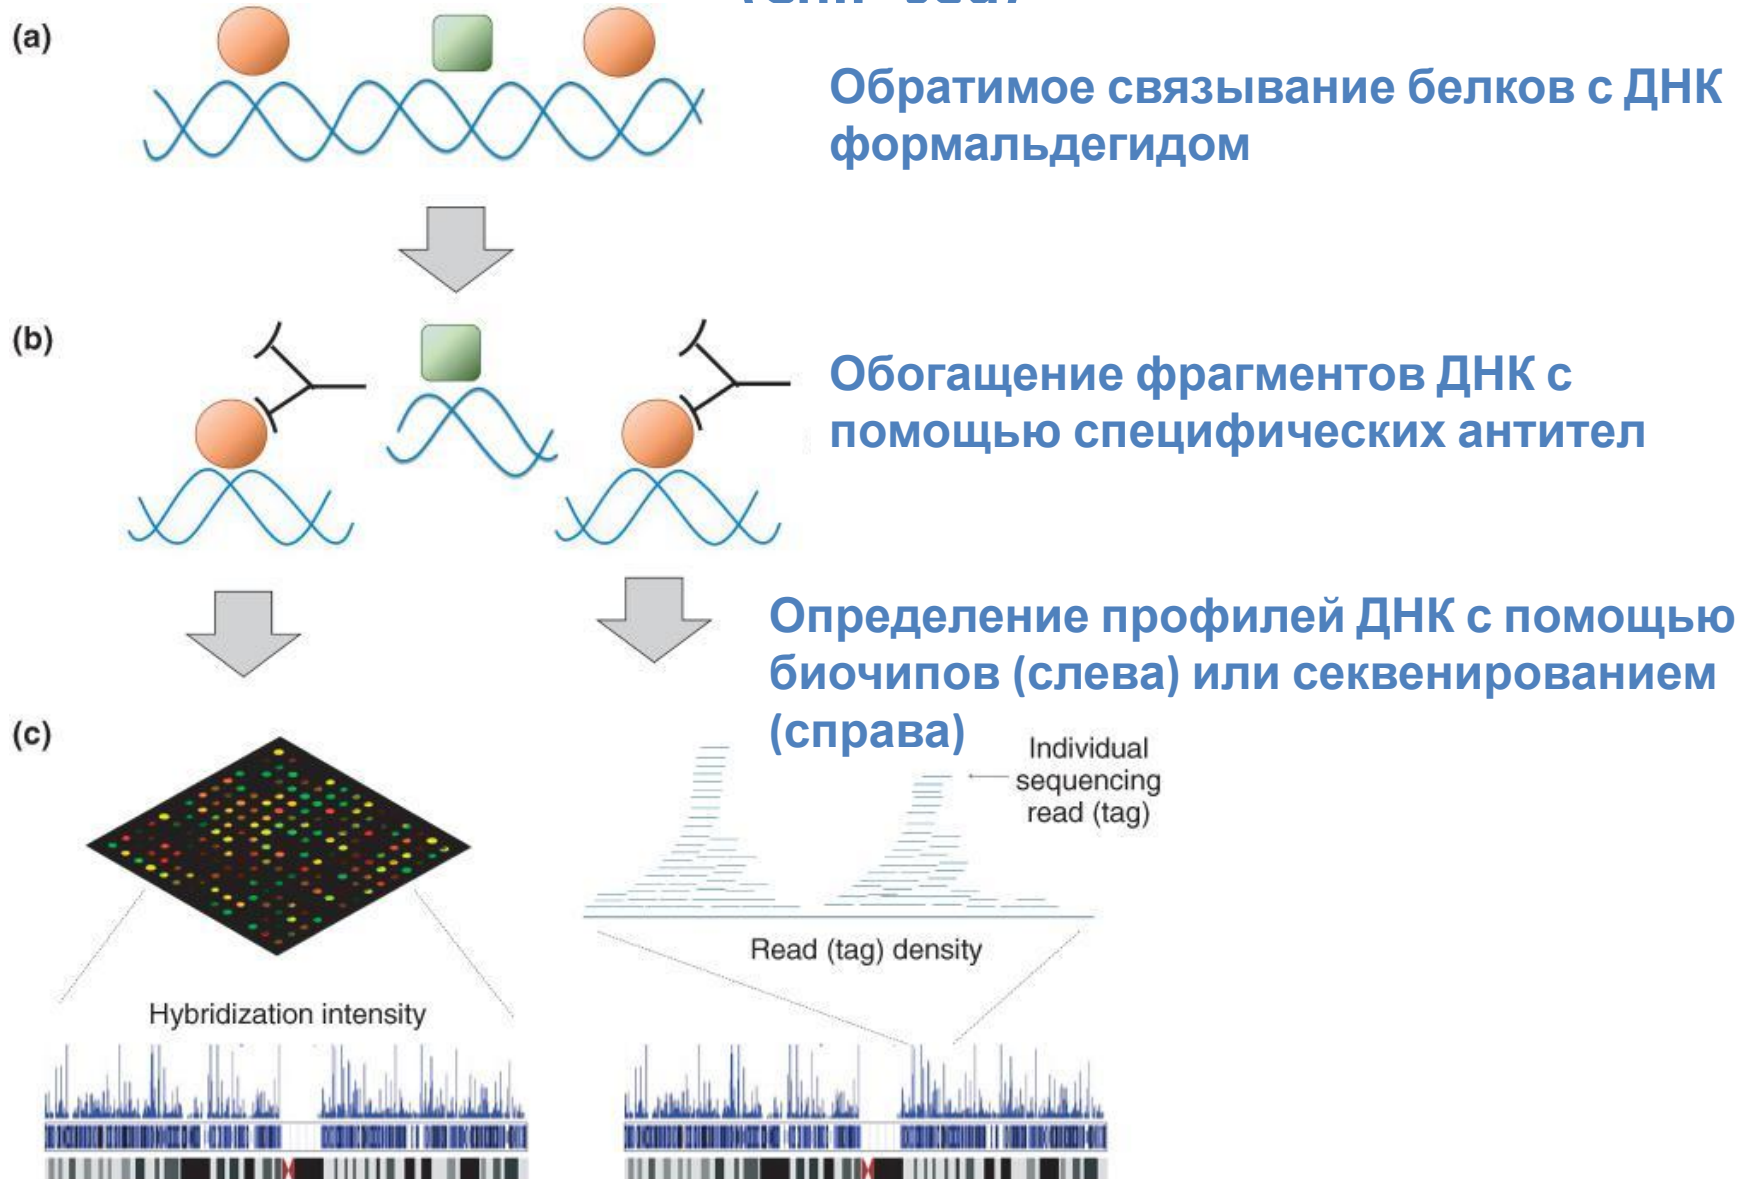 (a)
Обратимое связывание белков с ДНК
формальдегидом
(b)
Обогащение фрагментов ДНК с
помощью специфических антител
Определение профилей ДНК с помощью
биочипов (слева) или секвенированием
(справа)
(c)
Individual
sequencing
read (tag)
Read (tag) density
Hybridization intensity